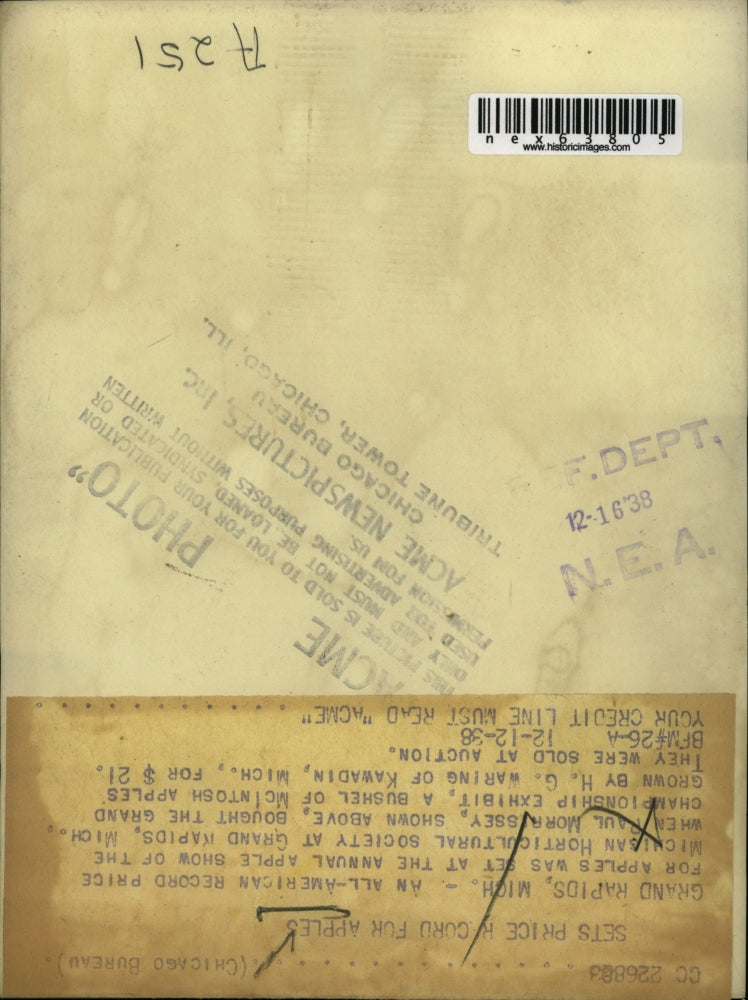 A251
nex63805
www.historicimages.com
REF. DEPT.
12-16'38
N.E.A.
ACME PHOTO"
THIS PICTURE IS SOLD TO YOU FOR YOUR PUBLICATION
ONLY AND MUST NOT BE LOANED, SYNDICATED OR
USED FOR ADVERTISING PURPOSES WITHOUT WRITTEN
PERMISSION FOM US.
ACME NEWSPICTURES, Inc.
CHICAGO BUREAU
TRIBUNE TOWER, CHICAGO, ILL.
CC 226883 . . . . . . . . . . . . . (CHICAGO BUREAU).
SETS PRICE RECORD FOR APPLES
GRAND RAPIDS, MICH. - AN ALL-AMERICAN RECORD PRICE
FOR APPLES WAS SET AT THE ANNUAL APPLE SHOW OF THE
MICHIGAN HORTICULTURAL SOCIETY AT GRAND RAPIDS, MICH.,
WHEN PAUL MORRISSEY, SHOWN ABOVE, BOUGHT THE GRAND
CHAMPIONSHIP EXHIBIT, A BUSHEL OF MCINTOSH APPLES
GROWN BY H. G. WARING OF KAWADIN, MICH., FOR $ 21.
THEY WERE SOLD AT AUCTION.
BFM#26-A 12-12-38
YOUR CREDIT LINE MUST READ "ACME" . . . . . . . . . .